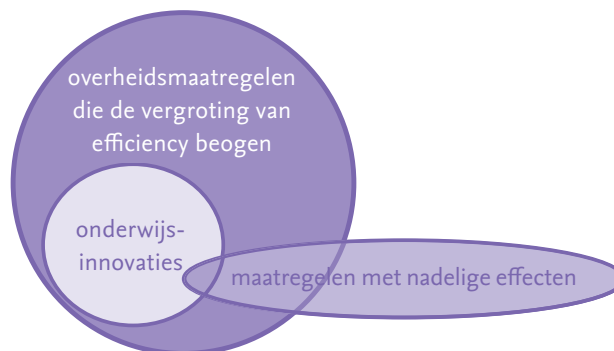 overheidsmaatregelen
die de vergroting van
efficiency beogen
onderwijs-
innovaties
maatregelen met nadelige effecten